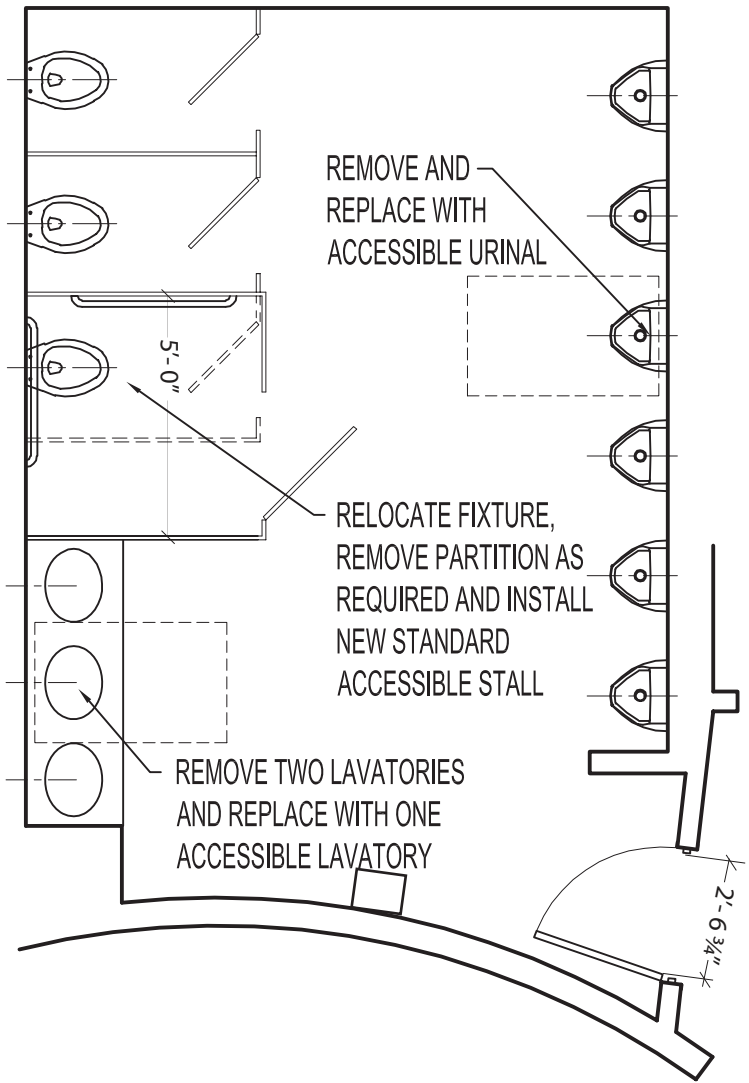 REMOVE AND
REPLACE WITH
ACCESSIBLE URINAL
5'-0"
RELOCATE FIXTURE,
REMOVE PARTITION AS
REQUIRED AND INSTALL
NEW STANDARD
ACCESSIBLE STALL
REMOVE TWO LAVATORIES
AND REPLACE WITH ONE
ACCESSIBLE LAVATORY
2'-6 ¾"